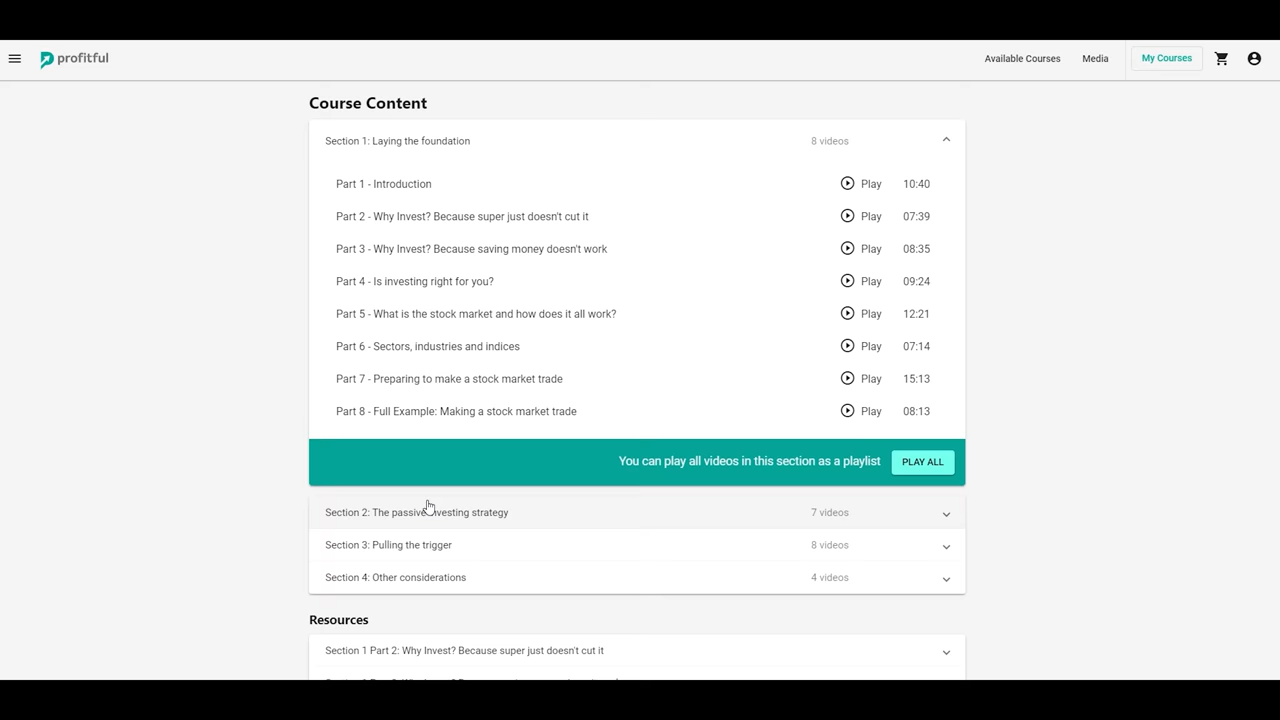 profitful
Available Courses
Media
My Courses
Course Content
Section 1: Laying the foundation 8 videos
Part 1 - Introduction Play 10:40
Part 2 - Why Invest? Because super just doesn't cut it Play 07:39
Part 3 - Why Invest? Because saving money doesn't work Play 08:35
Part 4 - Is investing right for you? Play 09:24
Part 5 - What is the stock market and how does it all work? Play 12:21
Part 6 - Sectors, industries and indices Play 07:14
Part 7 - Preparing to make a stock market trade Play 15:13
Part 8 - Full Example: Making a stock market trade Play 08:13
You can play all videos in this section as a playlist PLAY ALL
Section 2: The passive investing strategy 7 videos
Section 3: Pulling the trigger 8 videos
Section 4: Other considerations 4 videos
Resources
Section 1 Part 2: Why Invest? Because super just doesn't cut it